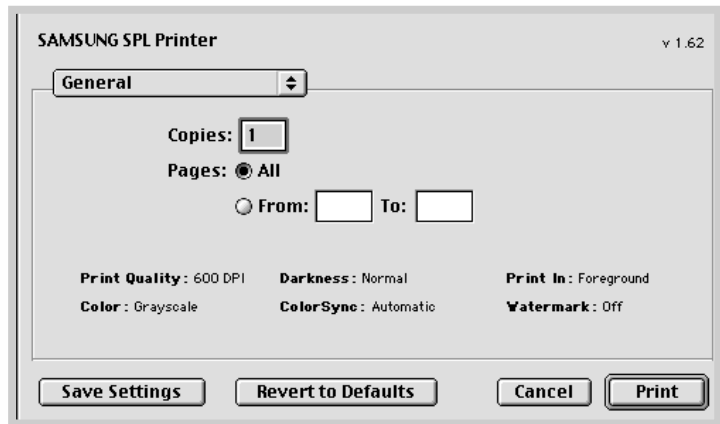 SAMSUNG SPL Printer v 1.62
General
Copies: 1
Pages: All
From: To:
Print Quality: 600 DPI Darkness: Normal Print In: Foreground
Color: Grayscale ColorSync: Automatic Watermark: Off
Save Settings Revert to Defaults Cancel Print